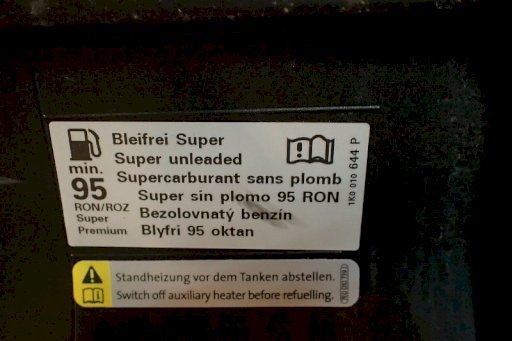 Bleifrei Super
Super unleaded
Supercarburant sans plomb
Super sin plomo 95 RON
Bezolovnatý benzín
Blyfri 95 oktan
min.
95
RON/ROZ
Super
Premium
1K0 010 644 P
Standheizung vor dem Tanken abstellen.
Switch off auxiliary heater before refuelling.